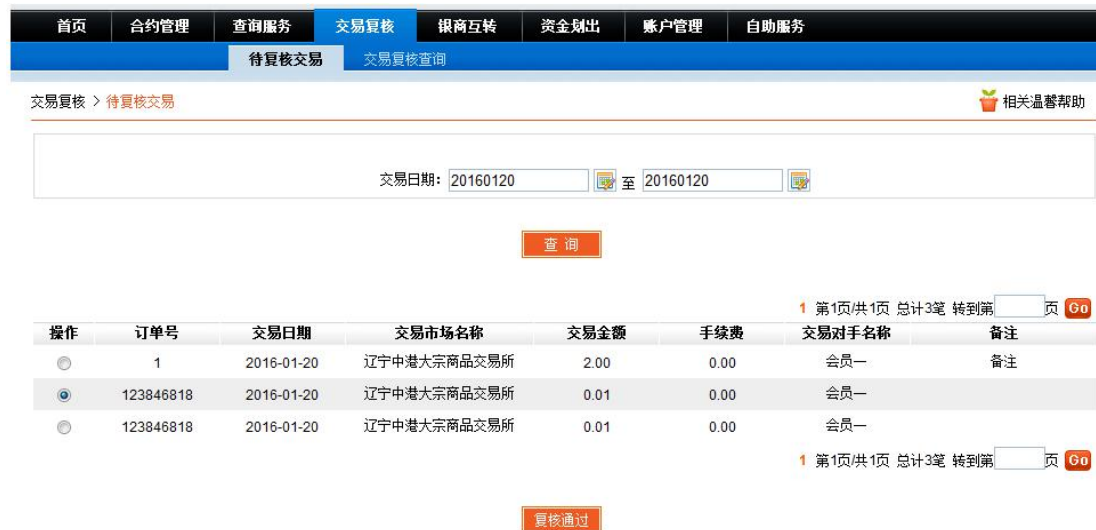 首页 合约管理 查询服务 交易复核 银商互转 资金划出 账户管理 自助服务
待复核交易 交易复核查询
交易复核 > 待复核交易 相关温馨帮助
交易日期: 20160120 至 20160120
查 询
1 第1页/共1页 总计3笔 转到第 页 Go
操作 订单号 交易日期 交易市场名称 交易金额 手续费 交易对手名称 备注
1 2016-01-20 辽宁中港大宗商品交易所 2.00 0.00 会员一 备注
123846818 2016-01-20 辽宁中港大宗商品交易所 0.01 0.00 会员一
123846818 2016-01-20 辽宁中港大宗商品交易所 0.01 0.00 会员一
1 第1页/共1页 总计3笔 转到第 页 Go
复核通过